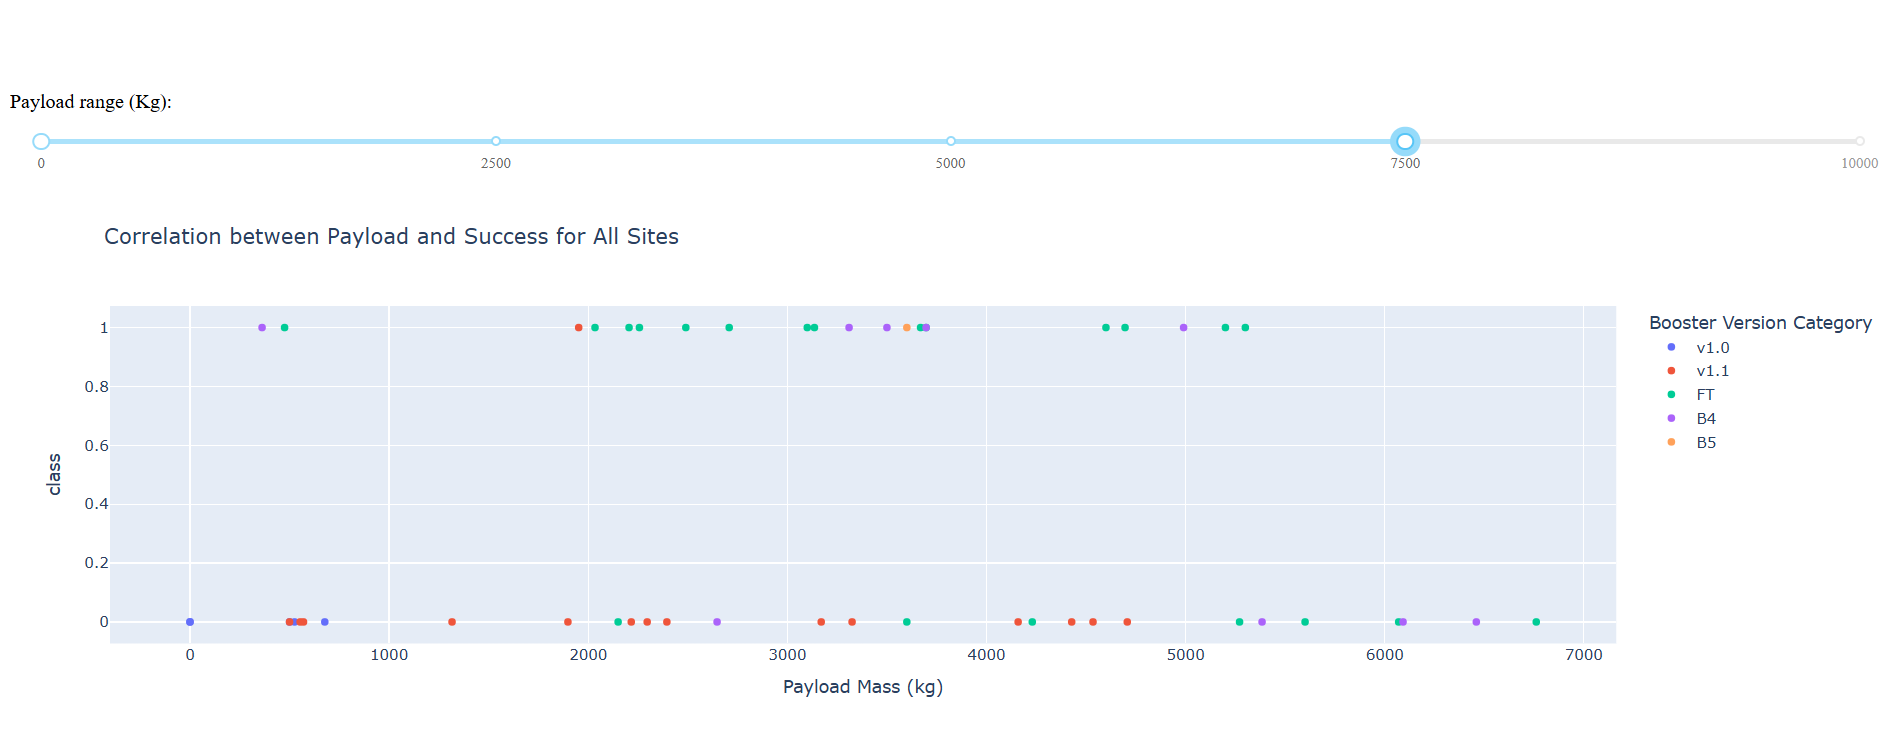 Payload range (Kg):
0 2500 5000 7500 10000
Correlation between Payload and Success for All Sites
Booster Version Category
v1.0
v1.1
FT
B4
B5
1
0.8
0.6
0.4
0.2
0
class
0 1000 2000 3000 4000 5000 6000 7000
Payload Mass (kg)